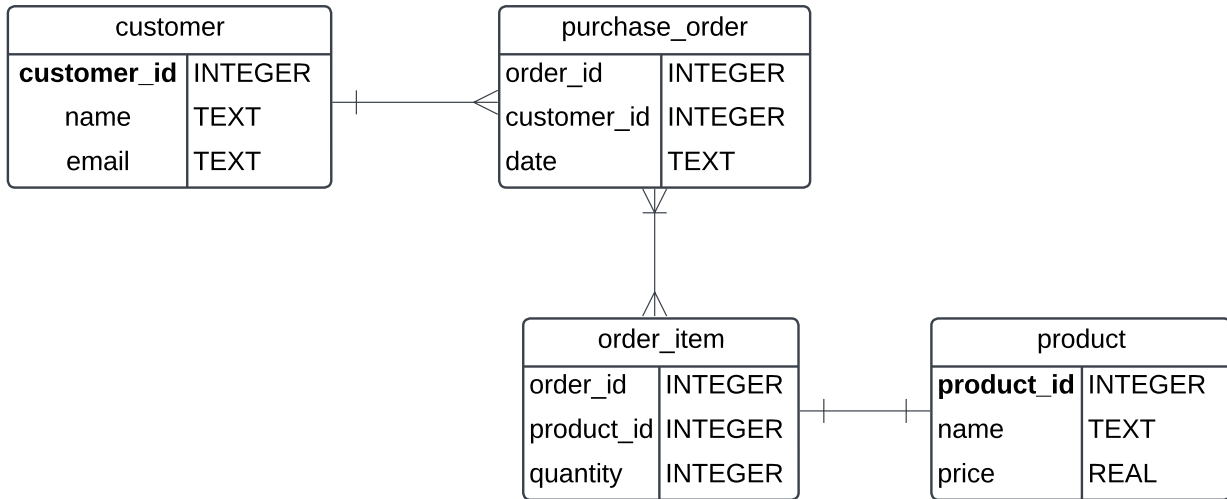 customer
customer_id INTEGER
name TEXT
email TEXT
purchase_order
order_id INTEGER
customer_id INTEGER
date TEXT
order_item
order_id INTEGER
product_id INTEGER
quantity INTEGER
product
product_id INTEGER
name TEXT
price REAL